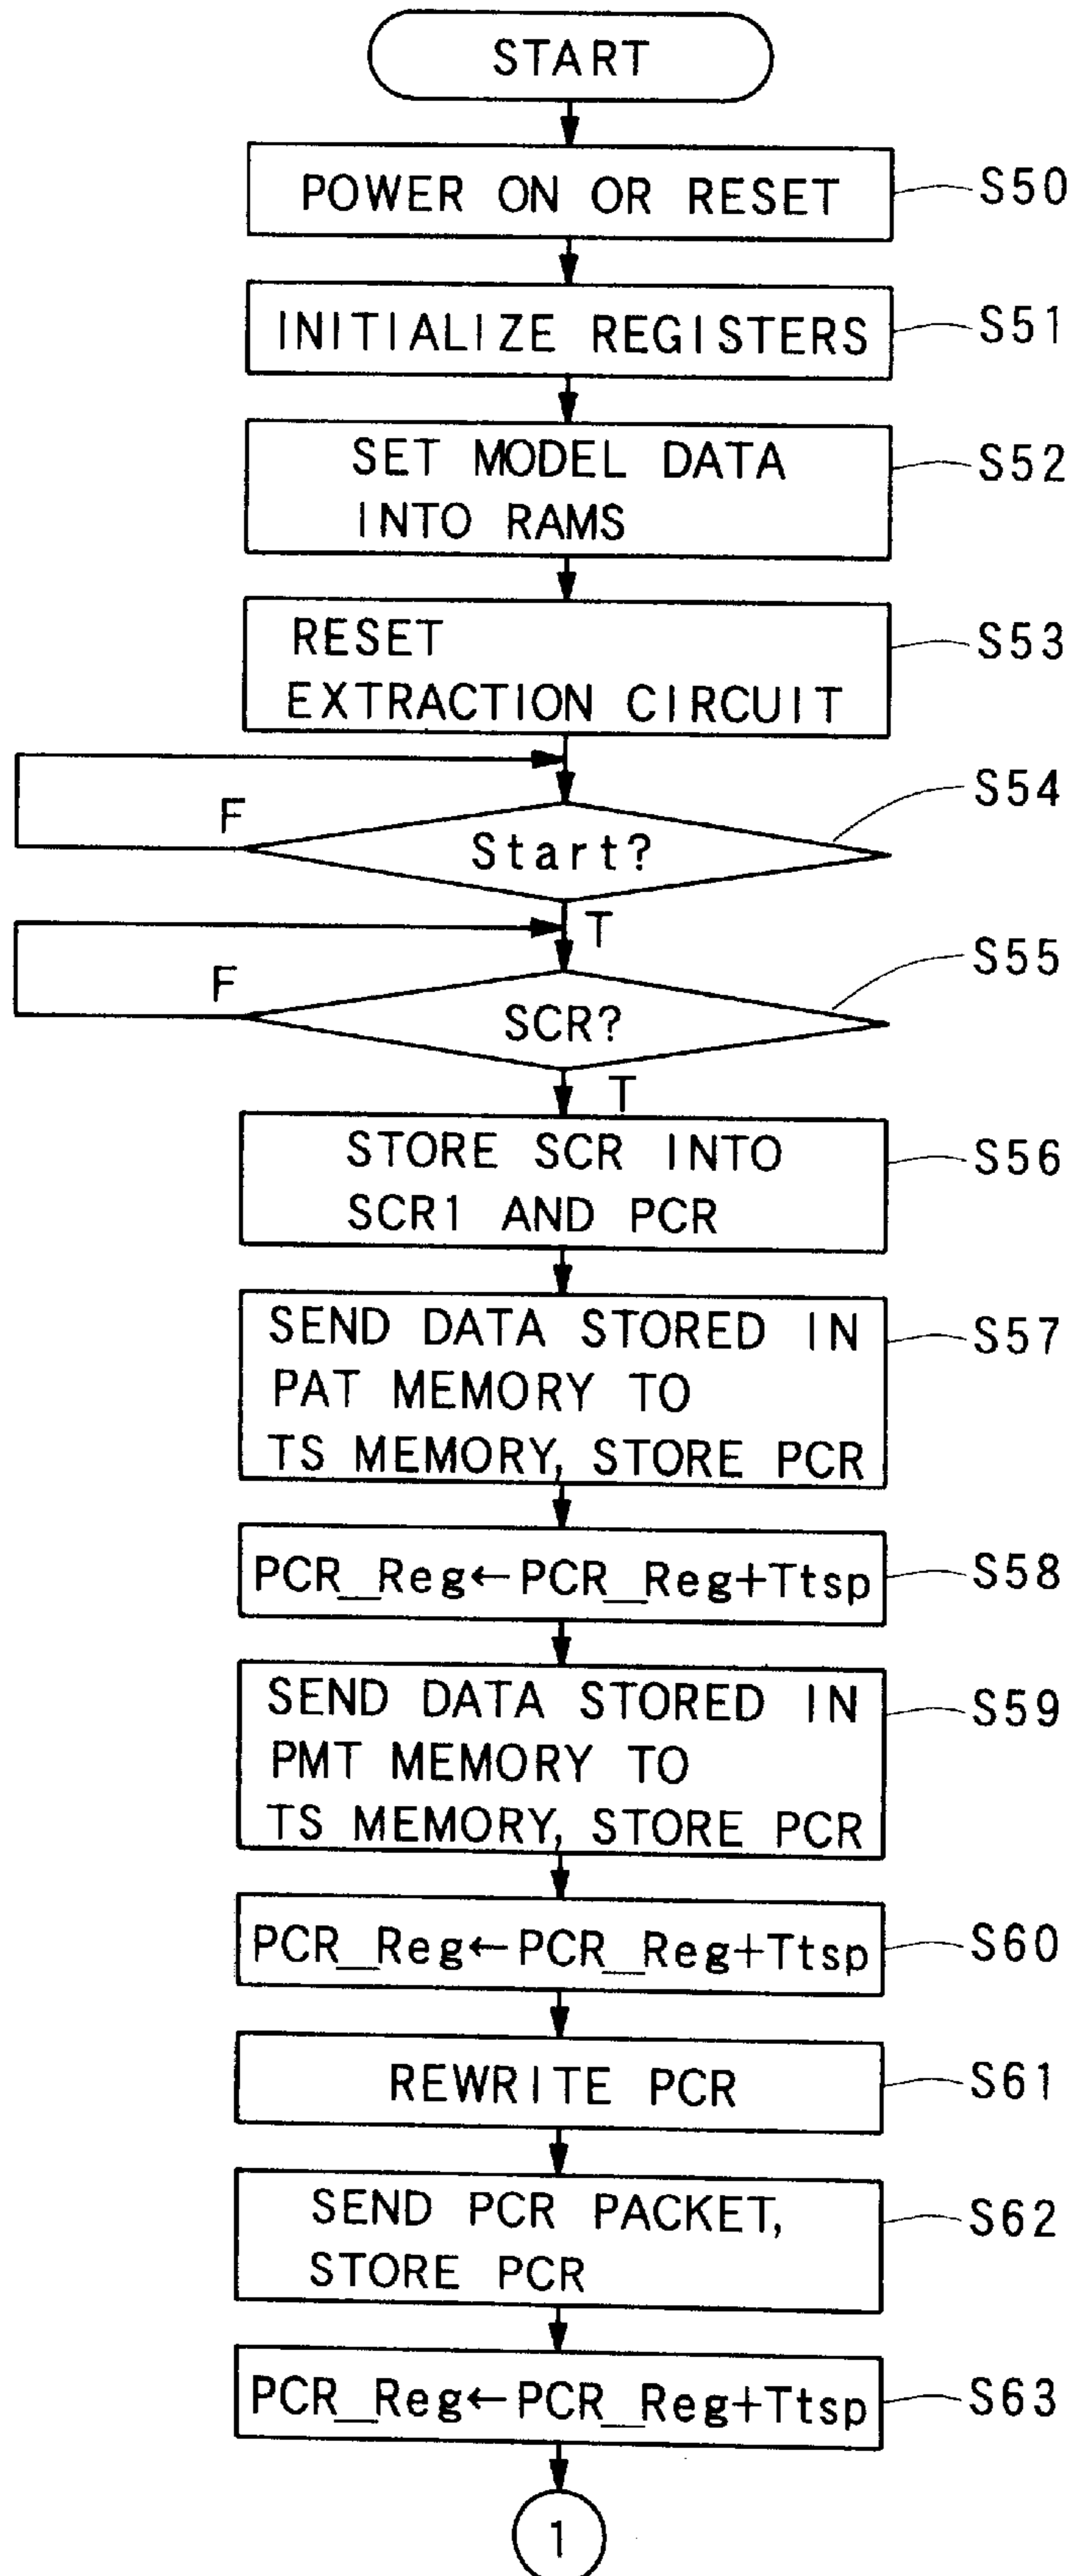 START
POWER ON OR RESET
S50
INITIALIZE REGISTERS
S51
SET MODEL DATA
INTO RAMS
S52
RESET
EXTRACTION CIRCUIT
S53
F
Start?
S54
T
F
SCR?
S55
T
STORE SCR INTO
SCR1 AND PCR
S56
SEND DATA STORED IN
PAT MEMORY TO
TS MEMORY, STORE PCR
S57
PCR_Reg←PCR_Reg+Ttsp
S58
SEND DATA STORED IN
PMT MEMORY TO
TS MEMORY, STORE PCR
S59
PCR_Reg←PCR_Reg+Ttsp
S60
REWRITE PCR
S61
SEND PCR PACKET,
STORE PCR
S62
PCR_Reg←PCR_Reg+Ttsp
S63
1